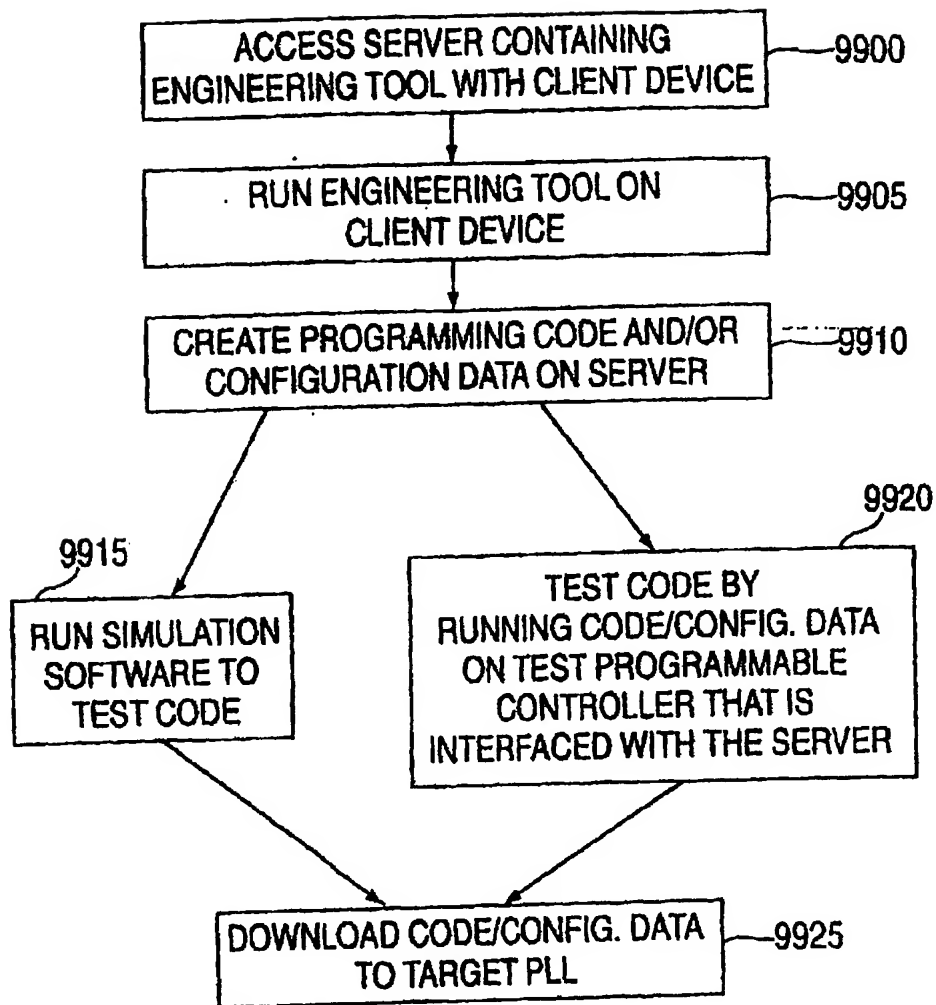 ACCESS SERVER CONTAINING
ENGINEERING TOOL WITH CLIENT DEVICE
9900
RUN ENGINEERING TOOL ON
CLIENT DEVICE
9905
CREATE PROGRAMMING CODE AND/OR
CONFIGURATION DATA ON SERVER
9910
9915
RUN SIMULATION
SOFTWARE TO
TEST CODE
9920
TEST CODE BY
RUNNING CODE/CONFIG. DATA
ON TEST PROGRAMMABLE
CONTROLLER THAT IS
INTERFACED WITH THE SERVER
DOWNLOAD CODE/CONFIG. DATA
TO TARGET PLL
9925